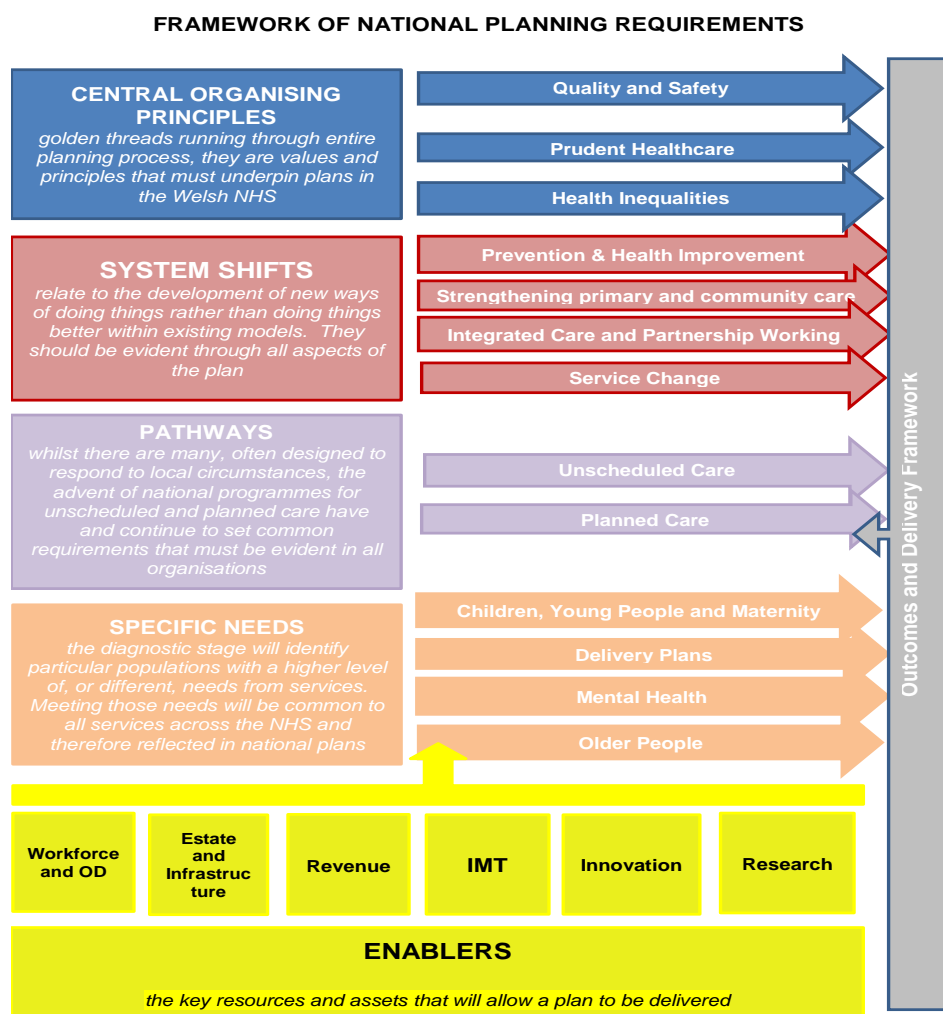 FRAMEWORK OF NATIONAL PLANNING REQUIREMENTS
CENTRAL ORGANISING
PRINCIPLES
golden threads running through entire
planning process, they are values and
principles that must underpin plans in
the Welsh NHS
Quality and Safety
Prudent Healthcare
Health Inequalities
SYSTEM SHIFTS
relate to the development of new ways
of doing things rather than doing things
better within existing models.  They
should be evident through all aspects of
the plan
Prevention & Health Improvement
Strengthening primary and community care
Integrated Care and Partnership Working
Service Change
PATHWAYS
whilst there are many, often designed to
respond to local circumstances, the
advent of national programmes for
unscheduled and planned care have
and continue to set common
requirements that must be evident in all
organisations
Unscheduled Care
Planned Care
SPECIFIC NEEDS
the diagnostic stage will identify
particular populations with a higher level
of, or different, needs from services.
Meeting those needs will be common to
all services across the NHS and
therefore reflected in national plans
Children, Young People and Maternity
Delivery Plans
Mental Health
Older People
Outcomes and Delivery Framework
Workforce
and OD
Estate
and
Infrastruc
ture
Revenue
IMT
Innovation
Research
ENABLERS
the key resources and assets that will allow a plan to be delivered